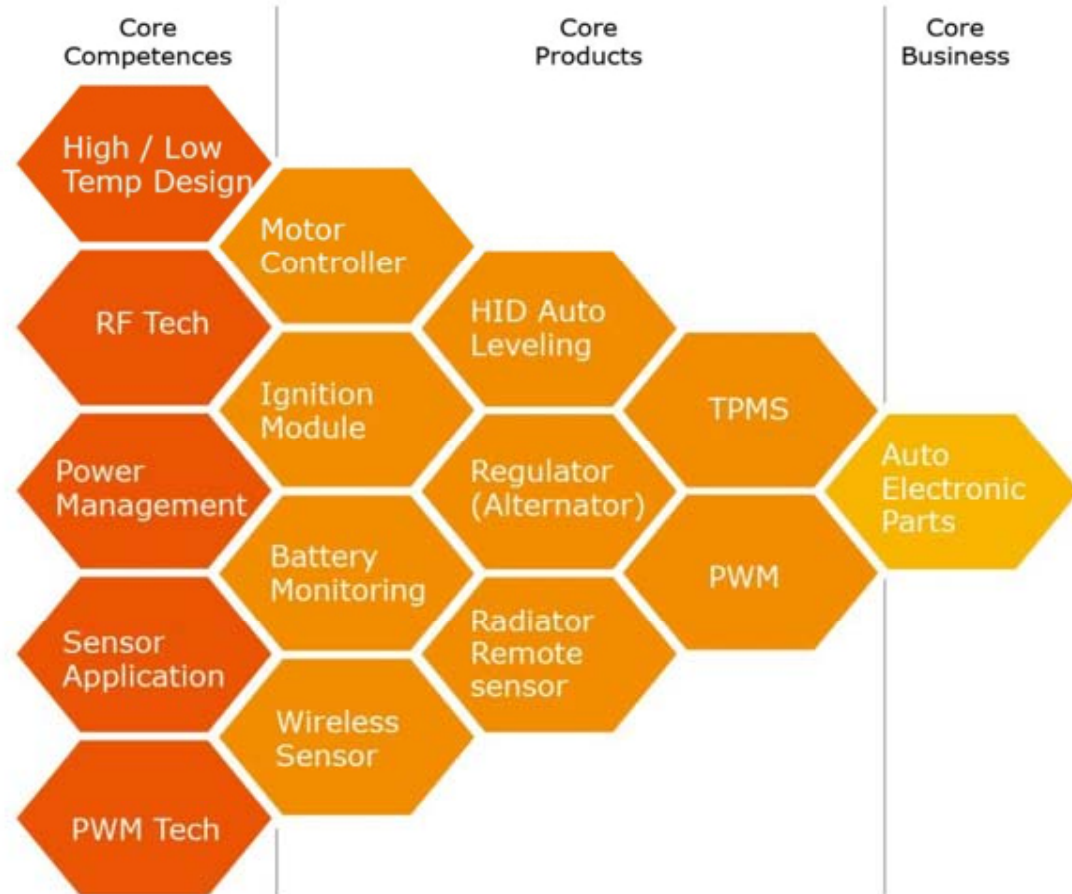 Core
Competences
Core
Products
Core
Business
High / Low
Temp Design
RF Tech
Power
Management
Sensor
Application
PWM Tech
Motor
Controller
Ignition
Module
Battery
Monitoring
Wireless
Sensor
HID Auto
Leveling
Regulator
(Alternator)
Radiator
Remote
sensor
TPMS
PWM
Auto
Electronic
Parts